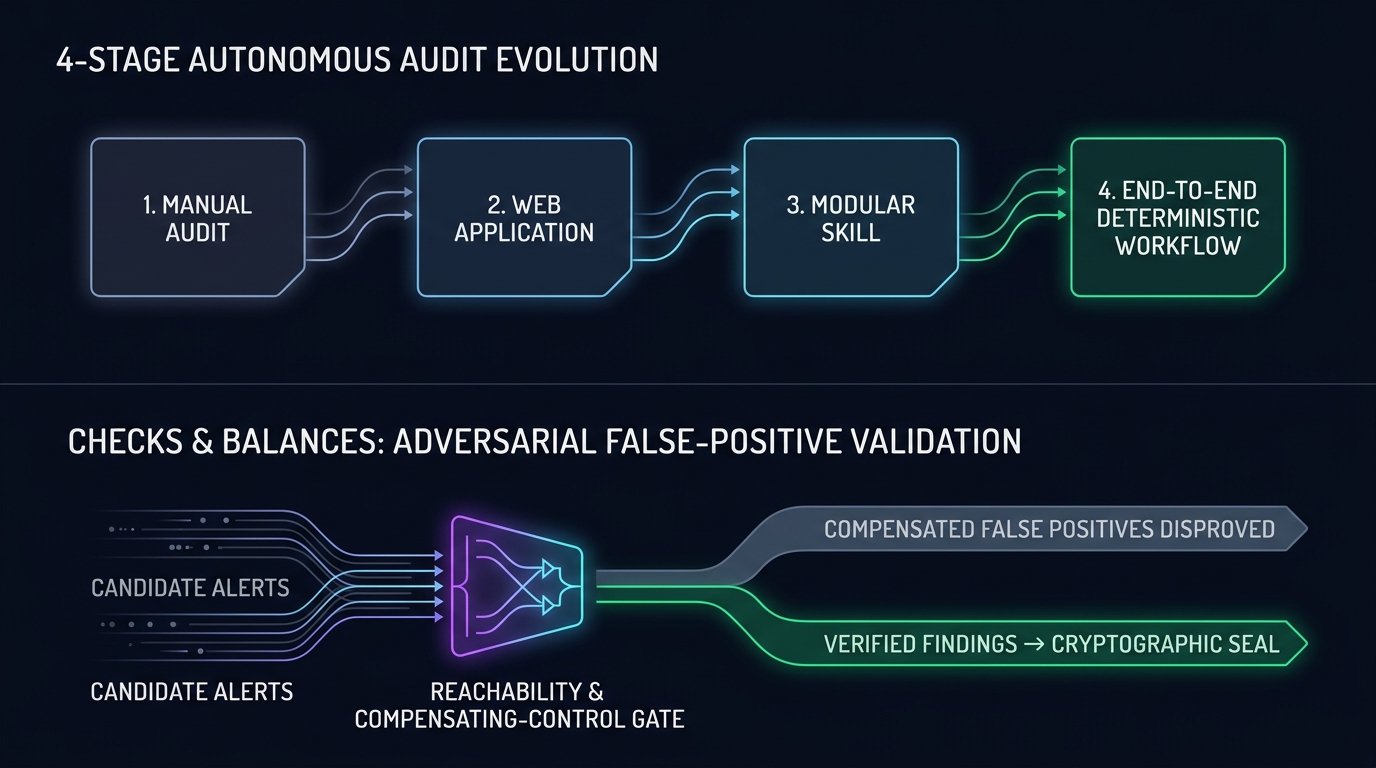 4-STAGE AUTONOMOUS AUDIT EVOLUTION
1. MANUAL
AUDIT
2. WEB
APPLICATION
3. MODULAR
SKILL
4. END-TO-END
DETERMINISTIC
WORKFLOW
CHECKS & BALANCES: ADVERSARIAL FALSE-POSITIVE VALIDATION
CANDIDATE ALERTS
CANDIDATE ALERTS
REACHABILITY &
COMPENSATING-CONTROL GATE
COMPENSATED FALSE POSITIVES DISPROVED
VERIFIED FINDINGS → CRYPTOGRAPHIC SEAL